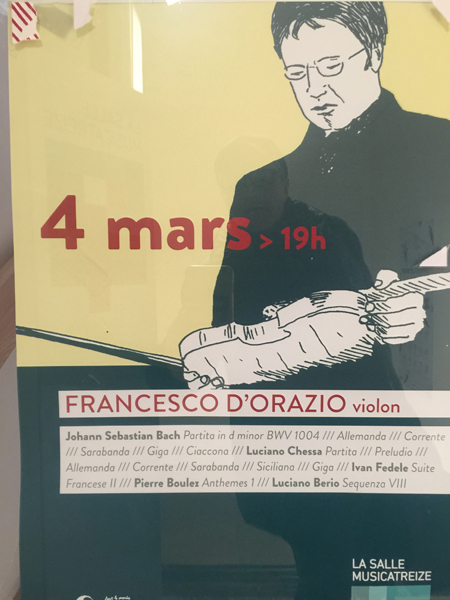 4 mars > 19h
FRANCESCO D'ORAZIO violon
Johann Sebastian Bach Partita in d minor BWV 1004 /// Allemanda /// Corrente
/// Sarabanda /// Giga /// Ciaccona /// Luciano Chessa Partita /// Preludio ///
Allemanda /// Corrente /// Sarabanda /// Siciliana /// Giga /// Ivan Fedele Suite
Francese II /// Pierre Boulez Anthemes 1 /// Luciano Berio Sequenza VIII
LA SALLE
MUSICATREIZE